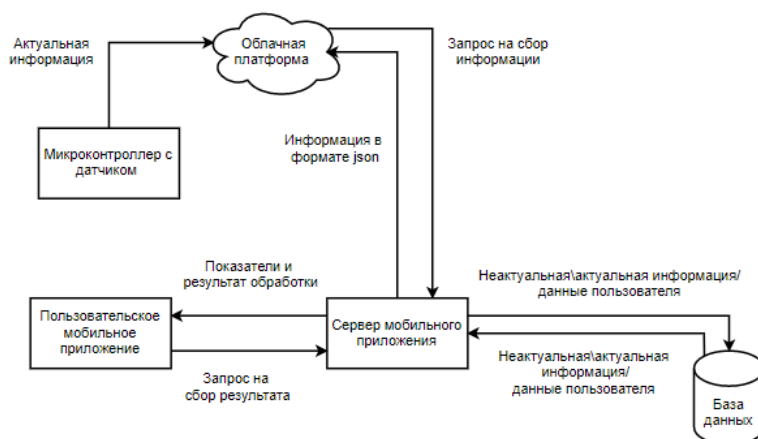 Актуальная
информация
Облачная
платформа
Запрос на сбор
информации
Микроконтроллер с
датчиком
Информация в
формате json
Показатели и
результат обработки
Неактуальная\актуальная информация/
данные пользователя
Пользовательское
мобильное
приложение
Сервер мобильного
приложения
Запрос на
сбор результата
Неактуальная\актуальная
информация/
данные пользователя
База
данных